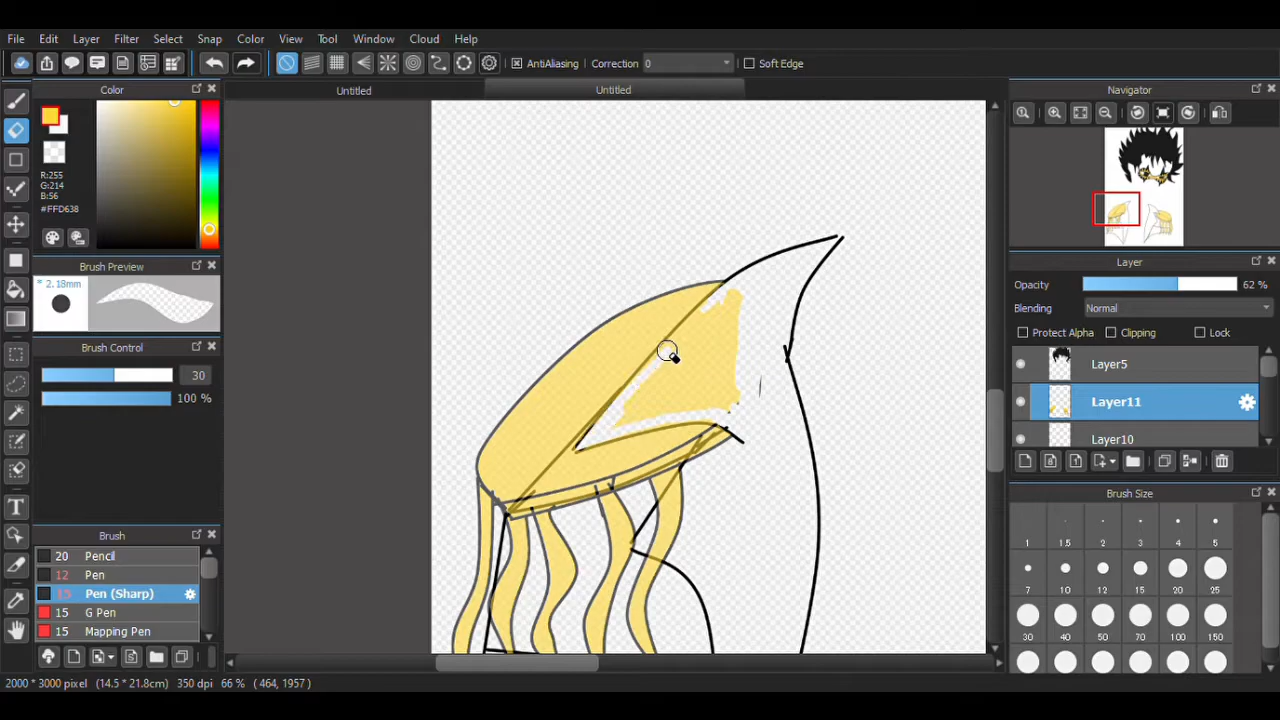 File Edit Layer Filter Select Snap Color View Tool Window Cloud Help
AntiAliasing Correction 0 Soft Edge
Color
Untitled
Untitled
Navigator
R:255
G:214
B:56
#FFD638
Brush Preview
* 2.18mm
Brush Control
30
100 %
Layer
Opacity 62 %
Blending Normal
Protect Alpha Clipping Lock
Layer5
Layer11
Layer10
Brush
20 Pencil
12 Pen
15 Pen (Sharp)
15 G Pen
15 Mapping Pen
Brush Size
1 1.5 2 3 4 5
7 10 12 15 20 25
30 40 50 70 100 150
2000 * 3000 pixel (14.5 * 21.8cm) 350 dpi 66 % ( 464, 1957 )